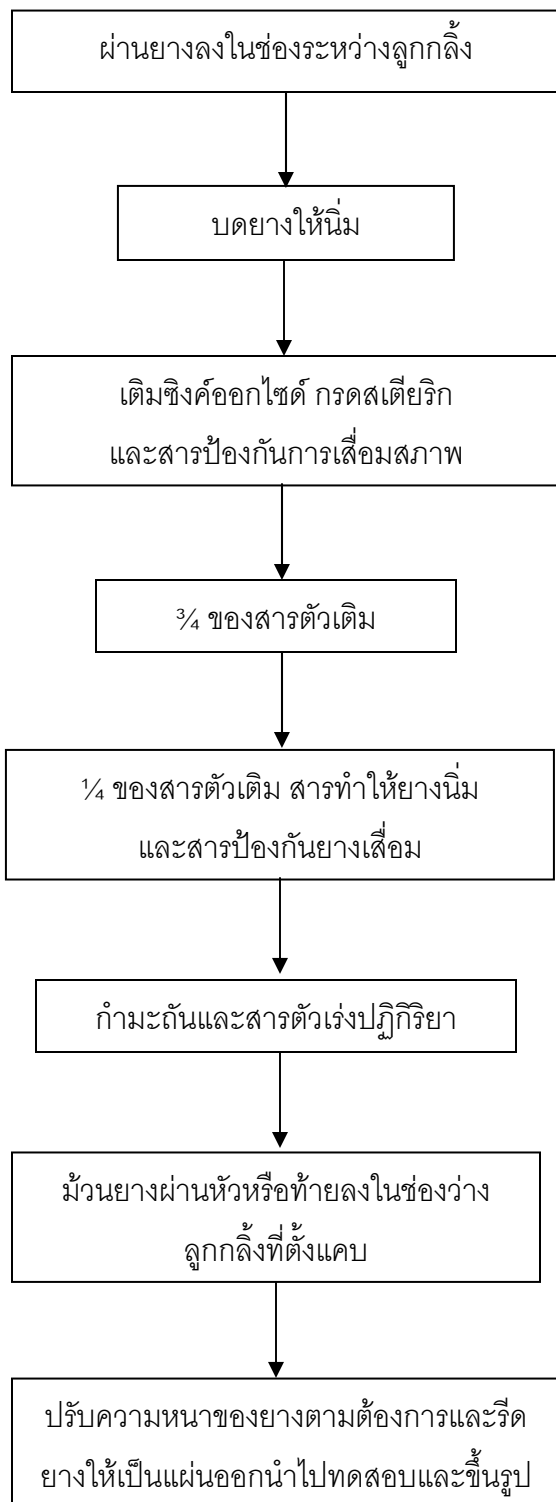 ผ่านยางลงในช่องระหว่างลูกกลิ้ง
บดยางให้นิ่ม
เติมซิงค์ออกไซด์ กรดสเตียริก
และสารป้องกันการเสื่อมสภาพ
¾ ของสารตัวเติม
¼ ของสารตัวเติม สารทำให้ยางนิ่ม
และสารป้องกันยางเสื่อม
กำมะถันและสารตัวเร่งปฏิกิริยา
ม้วนยางผ่านหัวหรือท้ายลงในช่องว่าง
ลูกกลิ้งที่ตั้งแคบ
ปรับความหนาของยางตามต้องการและรีด
ยางให้เป็นแผ่นออกนำไปทดสอบและขึ้นรูป